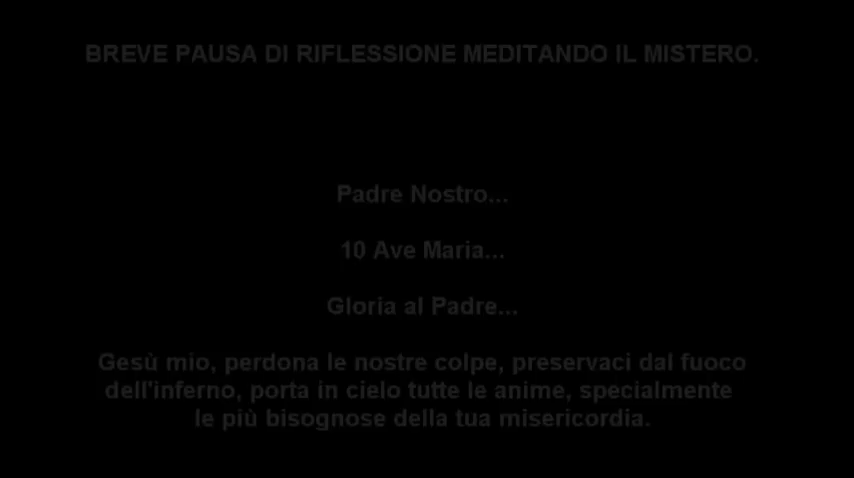 BREVE PAUSA DI RIFLESSIONE MEDITANDO IL MISTERO.
Padre Nostro...
10 Ave Maria...
Gloria al Padre...
Gesù mio, perdona le nostre colpe, preservaci dal fuoco
dell'inferno, porta in cielo tutte le anime, specialmente
le più bisognose della tua misericordia.